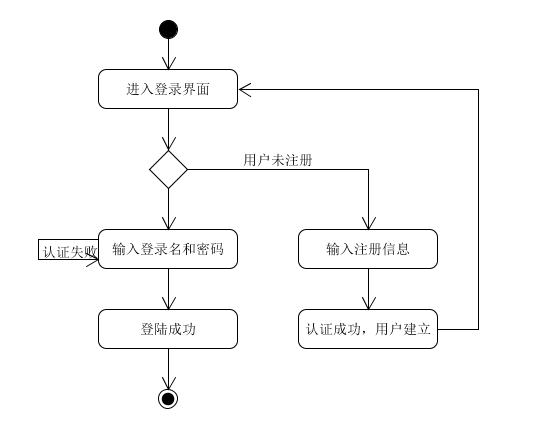 进入登录界面
用户未注册
认证失败
输入登录名和密码
输入注册信息
登陆成功
认证成功，用户建立